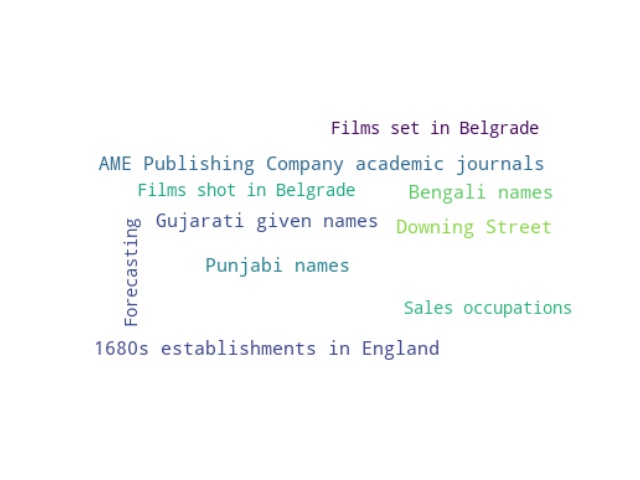 Films set in Belgrade
AME Publishing Company academic journals
Films shot in Belgrade
Bengali names
Gujarati given names
Downing Street
Forecasting
Punjabi names
Sales occupations
1680s establishments in England